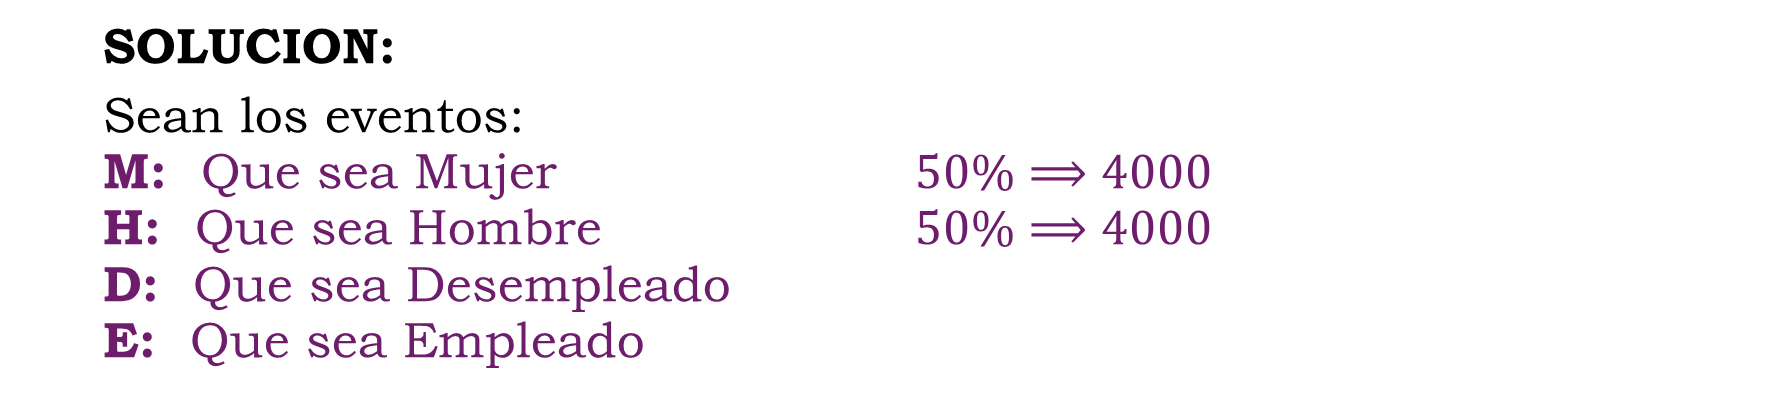 SOLUCION:
Sean los eventos:
M: Que sea Mujer 50% ⟹ 4000
H: Que sea Hombre 50% ⟹ 4000
D: Que sea Desempleado
E: Que sea Empleado